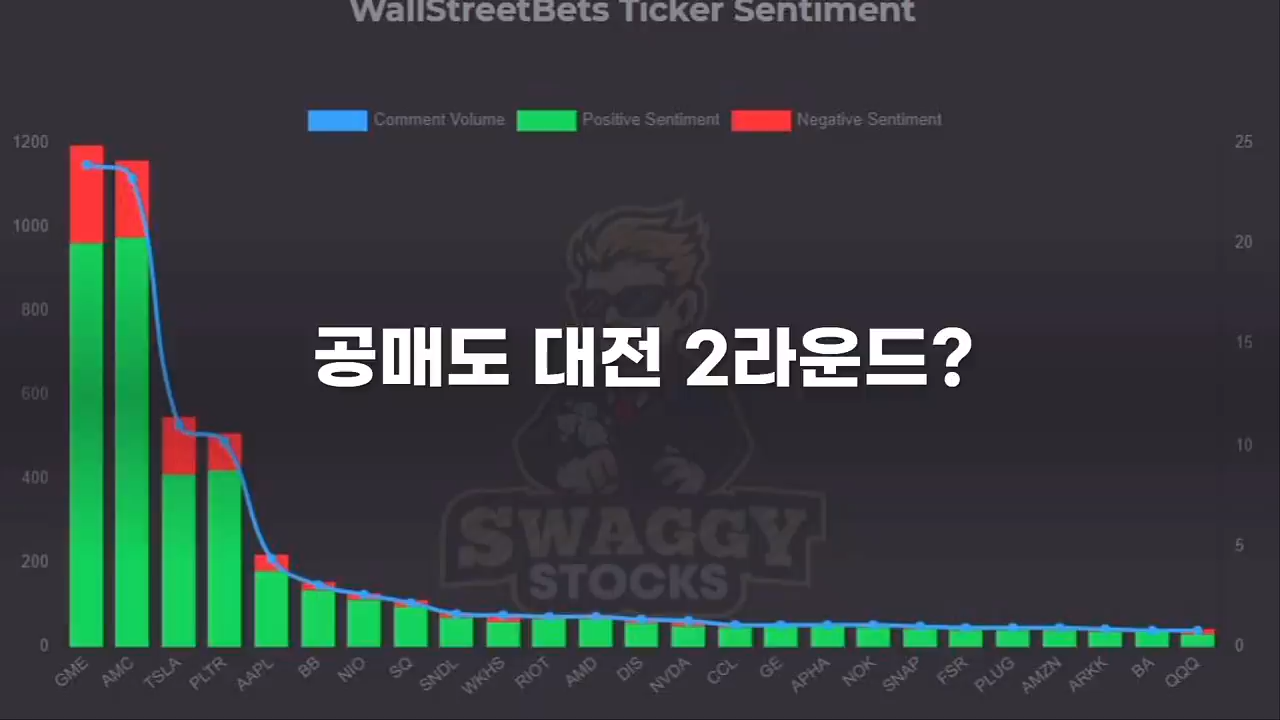 WallStreetBets Ticker Sentiment
Comment Volume Positive Sentiment Negative Sentiment
1200
1000
800
600
400
200
0
25
20
15
10
5
0
공매도 대전 2라운드?
SWAGGY
STOCKS
GME AMC TSLA PLTR AAPL BB NIO SQ SNDL WKHS RIOT AMD DIS NVDA CCL GE APHA NOK SNAP FSR PLUG AMZN ARKK BA QQQ